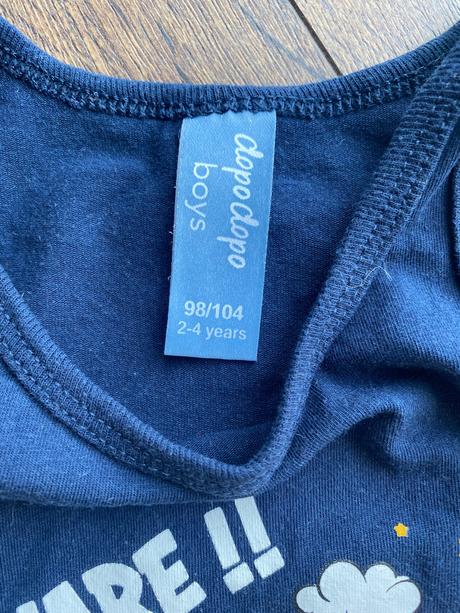 dopodopo
boys
98/104
2-4 years
!!